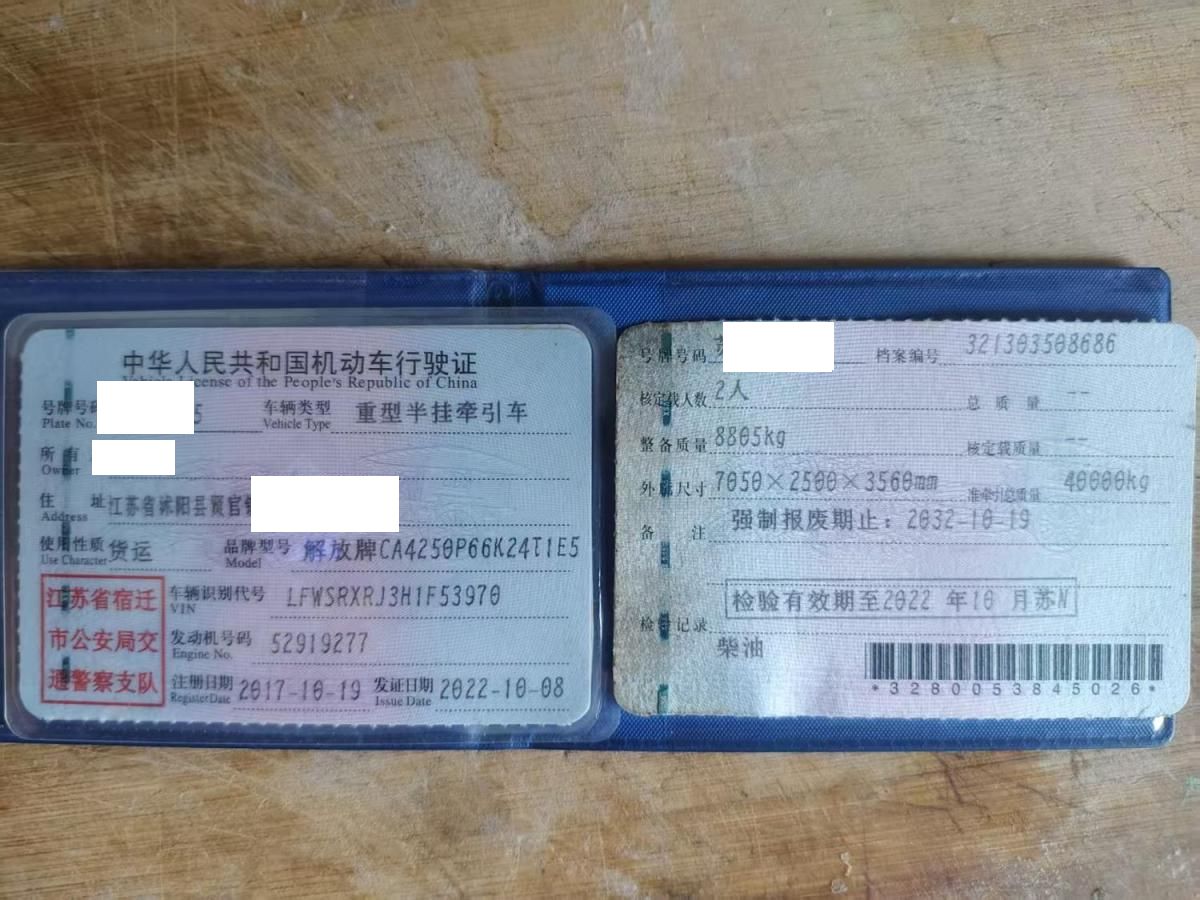 中华人民共和国机动车行驶证
Vehicle License of the People's Republic of China
号牌号码 5 车辆类型 重型半挂牵引车
Plate No. Vehicle Type
所有
Owner
住 址 江苏省沭阳县贤官
Address
使用性质 货运 品牌型号 解放牌CA4250P66K24T1E5
Use Character Model
江苏省宿迁
市公安局交
通警察支队
车辆识别代号 LFWSRXRJ3H1F53970
VIN
发动机号码 52919277
Engine No.
注册日期 2017-10-19 发证日期 2022-10-08
Register Date Issue Date
号牌号码 档案编号 321303508686
核定载人数 2人 总质量 --
整备质量 8805kg 核定载质量 --
外廓尺寸 7050×2500×3560mm 准牵引总质量 40000kg
备 注 强制报废期止：2032-10-19
检验有效期至2022 年10 月苏N
检验记录
柴油
*3280053845026*